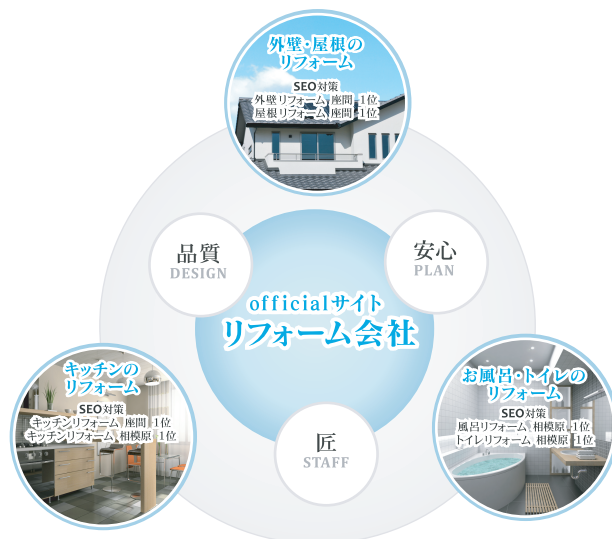 外壁・屋根の
リフォーム
SEO対策
外壁リフォーム 座間 1位
屋根リフォーム 座間 1位
品質
DESIGN
安心
PLAN
officialサイト
リフォーム会社
キッチンの
リフォーム
SEO対策
キッチンリフォーム 座間 1位
キッチンリフォーム 相模原 1位
お風呂・トイレの
リフォーム
SEO対策
風呂リフォーム 相模原 1位
トイレリフォーム 相模原 1位
匠
STAFF